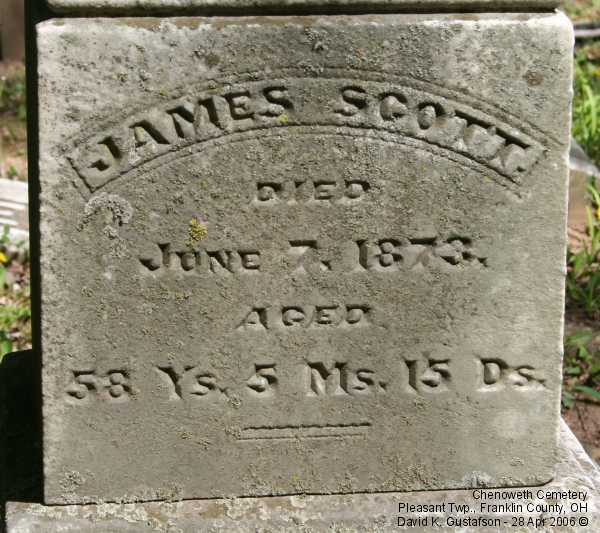 JAMES SCOTT.
DIED
JUNE 7, 1873.
AGED
58 Ys. 5 Ms. 15 Ds.
Chenoweth Cemetery
Pleasant Twp., Franklin County, OH
David K. Gustafson - 28 Apr 2006 ©